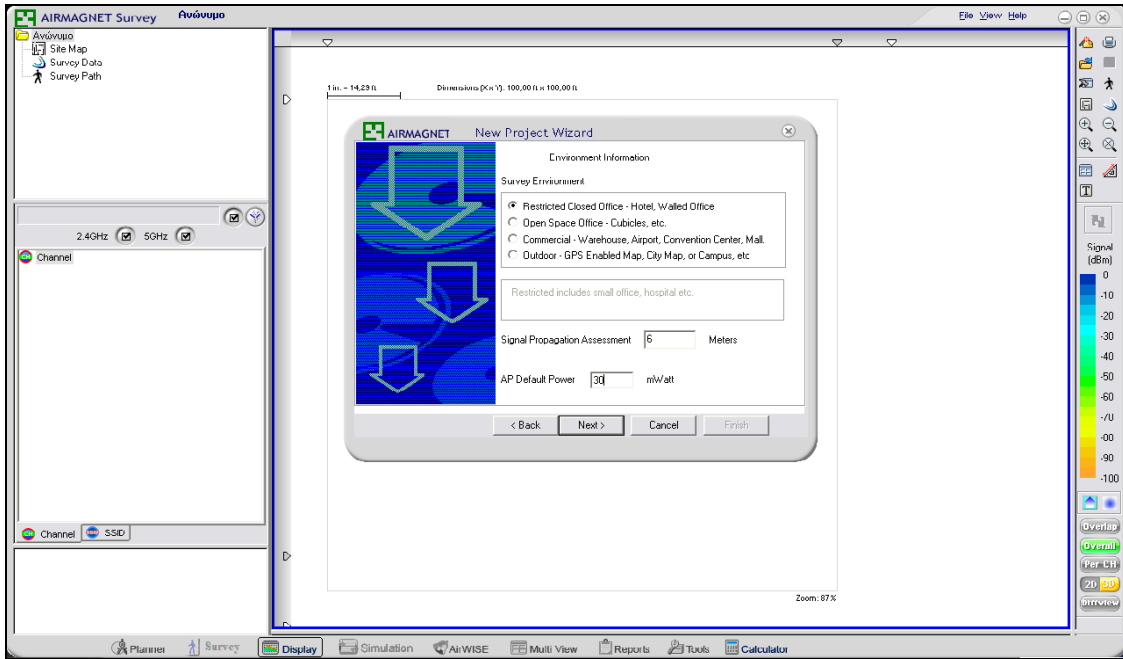 AIRMAGNET Survey Ανώνυμο
File View Help
Ανώνυμο
Site Map
Survey Data
Survey Path
2.4GHz 5GHz
Channel
Channel SSID
1 in. = 14,29 ft. Dimensions (X x Y): 100,00 ft x 100,00 ft.
AIRMAGNET New Project Wizard
Environment Information
Survey Environment
Restricted Closed Office - Hotel, Walled Office
Open Space Office - Cubicles, etc.
Commercial - Warehouse, Airport, Convention Center, Mall.
Outdoor - GPS Enabled Map, City Map, or Campus, etc
Restricted includes small office, hospital etc.
Signal Propagation Assessment 6 Meters
AP Default Power 30 mWatt
< Back Next > Cancel Finish
Zoom: 87%
T
Signal
(dBm)
0
-10
-20
-30
-40
-50
-60
-70
-80
-90
-100
Overlap
Overall
Per CH
2D 3D
Diffview
Planner Survey Display Simulation AirWISE Multi View Reports Tools Calculator